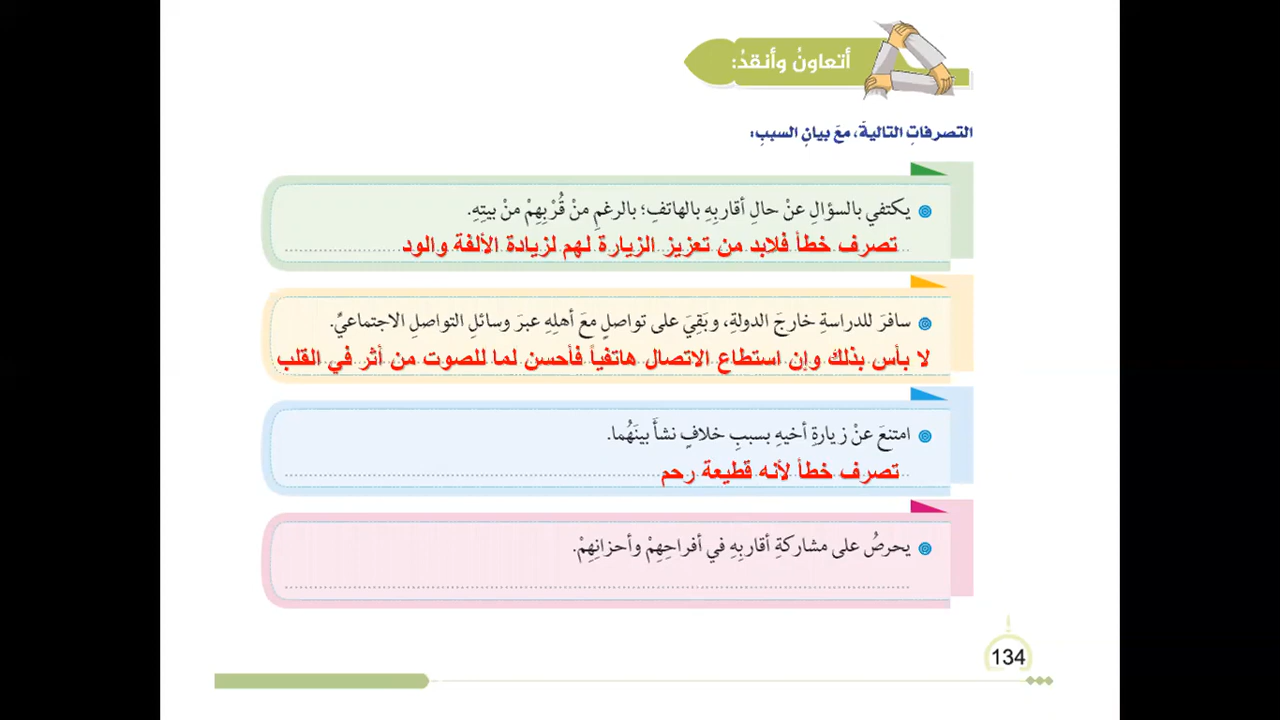 أتعاونُ وأنقدُ:
التصرفاتِ التاليةَ، معَ بيانِ السببِ:
يكتفي بالسؤالِ عنْ حالِ أقاربِهِ بالهاتفِ؛ بالرغمِ منْ قُرْبِهِمْ منْ بيتِهِ.
تصرف خطأ فلابد من تعزيز الزيارة لهم لزيادة الألفة والود
سافرَ للدراسةِ خارجَ الدولةِ، وبَقِيَ على تواصلٍ معَ أهلِهِ عبرَ وسائلِ التواصلِ الاجتماعيِّ.
لا بأس بذلك وإن استطاع الاتصال هاتفياً فأحسن لما للصوت من أثر في القلب
امتنعَ عنْ زيارةِ أخيهِ بسببِ خلافٍ نشأَ بينَهُما.
تصرف خطأ لأنه قطيعة رحم
يحرصُ على مشاركةِ أقاربِهِ في أفراحِهِمْ وأحزانِهِمْ.
134